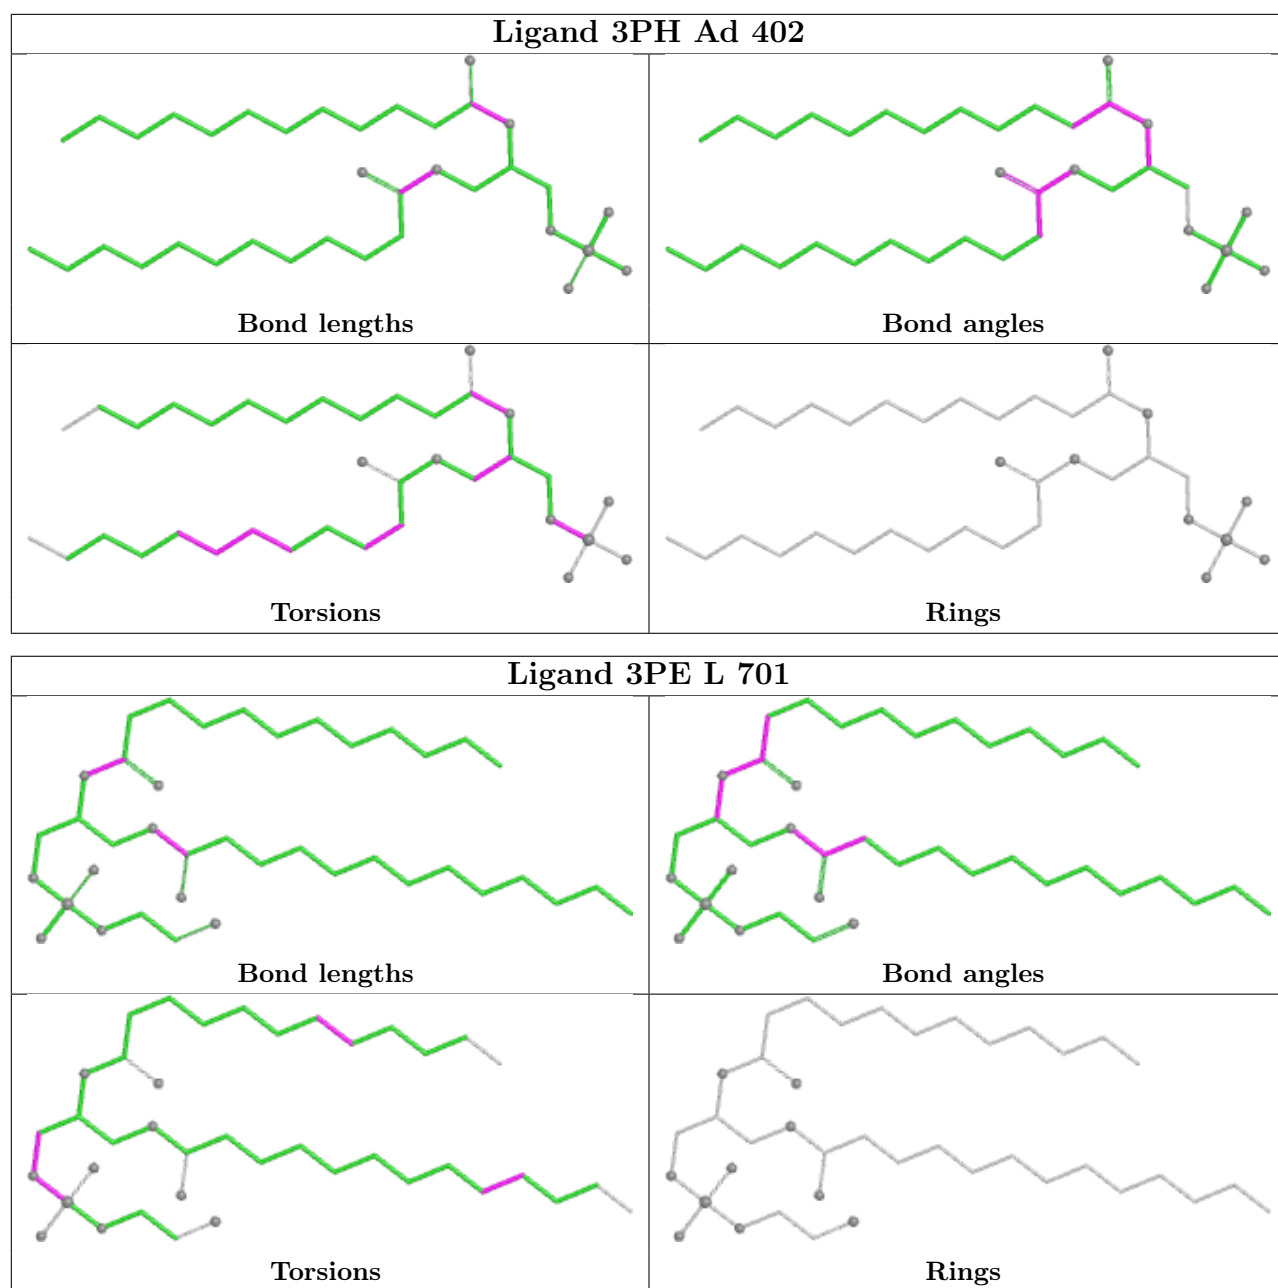 Ligand 3PH Ad 402
Bond lengths
Bond angles
Torsions
Rings
Ligand 3PE L 701
Bond lengths
Bond angles
Torsions
Rings